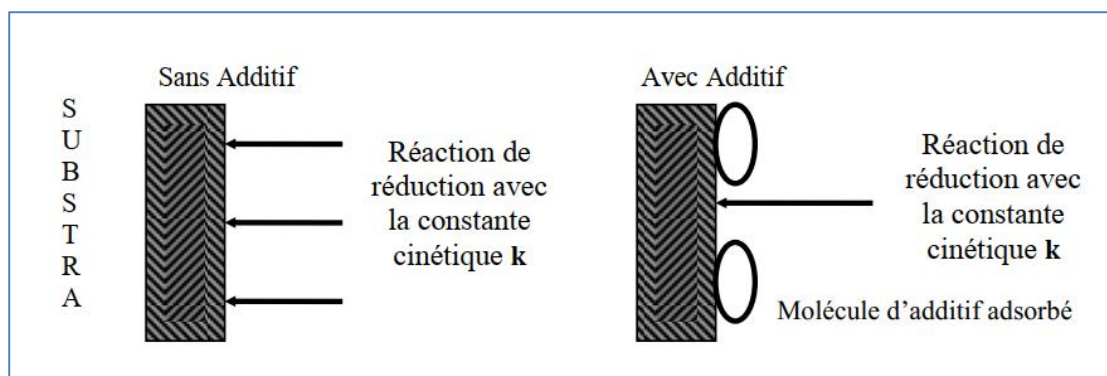 Sans Additif
S
U
B
S
T
R
A
Réaction de
réduction avec
la constante
cinétique k
Avec Additif
Réaction de
réduction avec
la constante
cinétique k
Molécule d'additif adsorbé